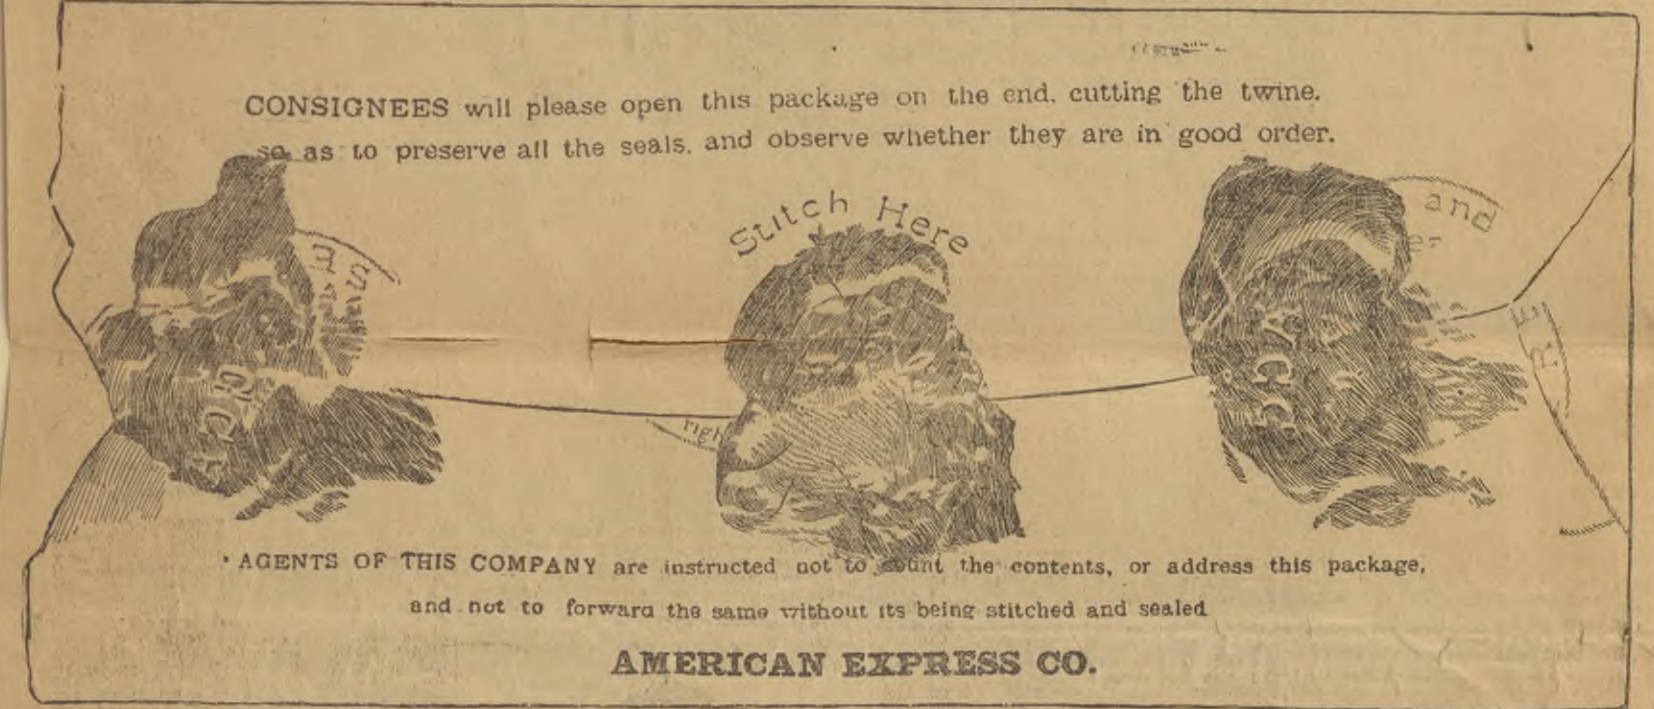 CONSIGNEES will please open this package on the end, cutting the twine,
so as to preserve all the seals, and observe whether they are in good order.
Stitch Here
and
R E
righ
AGENTS OF THIS COMPANY are instructed not to count the contents, or address this package,
and not to forward the same without its being stitched and sealed
AMERICAN EXPRESS CO.